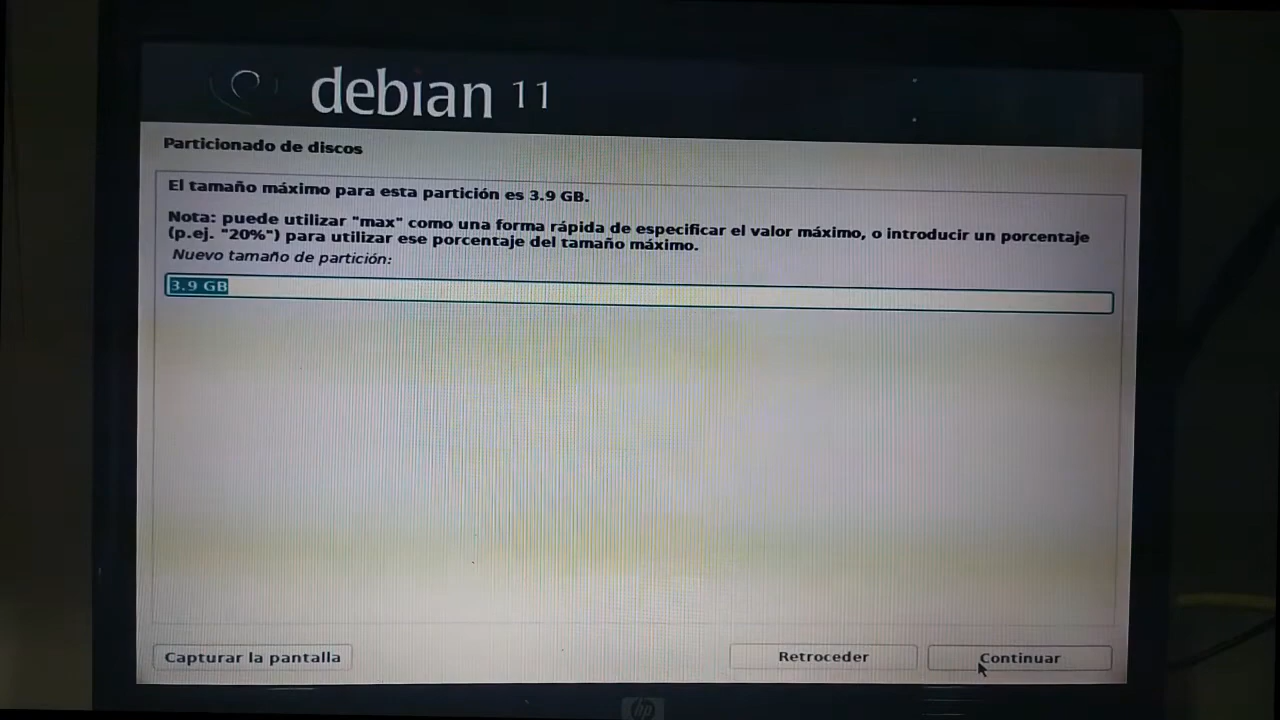 debian 11
Particionado de discos
El tamaño máximo para esta partición es 3.9 GB.
Nota: puede utilizar "max" como una forma rápida de especificar el valor máximo, o introducir un porcentaje
(p.ej. "20%") para utilizar ese porcentaje del tamaño máximo.
Nuevo tamaño de partición:
3.9 GB
Capturar la pantalla
Retroceder
Continuar
hp